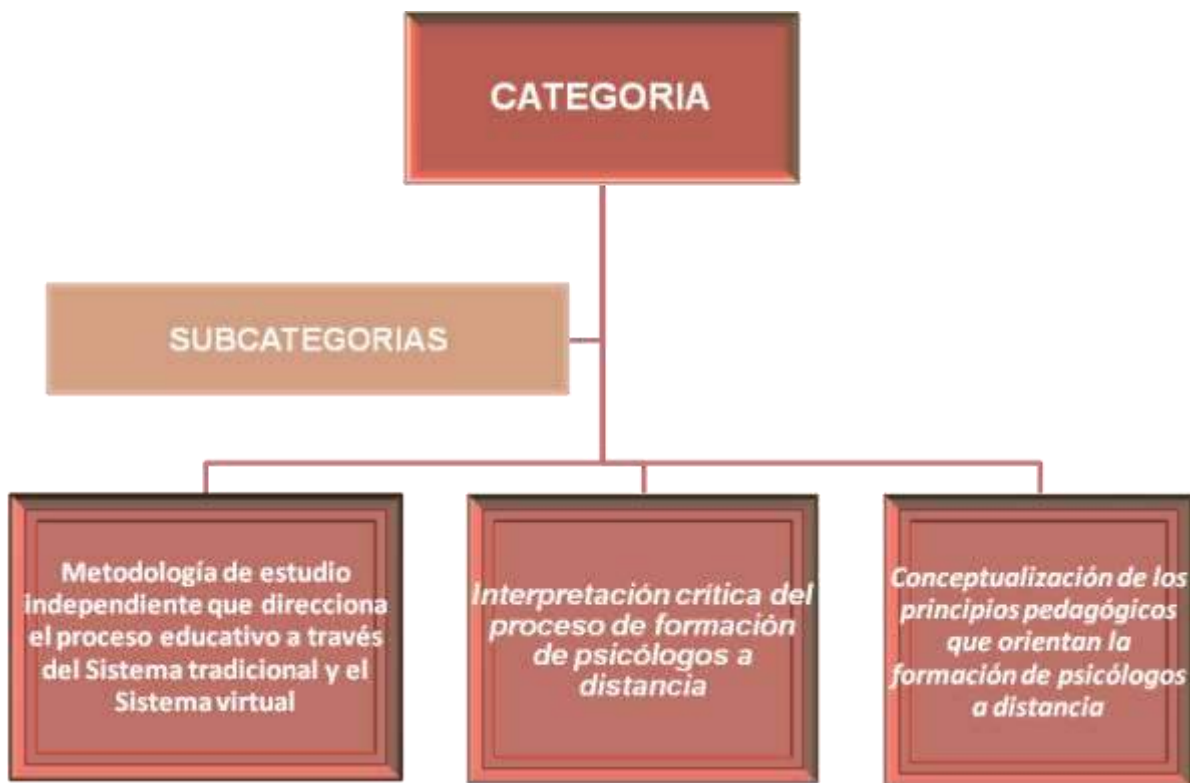 CATEGORIA
SUBCATEGORIAS
Metodología de estudio
independiente que direcciona
el proceso educativo a través
del Sistema tradicional y el
Sistema virtual
Interpretación crítica del
proceso de formación
de psicólogos a
distancia
Conceptualización de los
principios pedagógicos
que orientan la
formación de psicólogos
a distancia